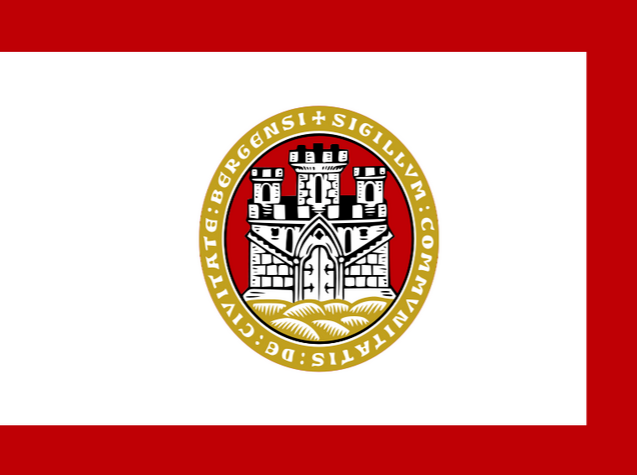 ✝ SIGILLVM : COMMVNITATIS : DE : CIVITATE : BERGENSI